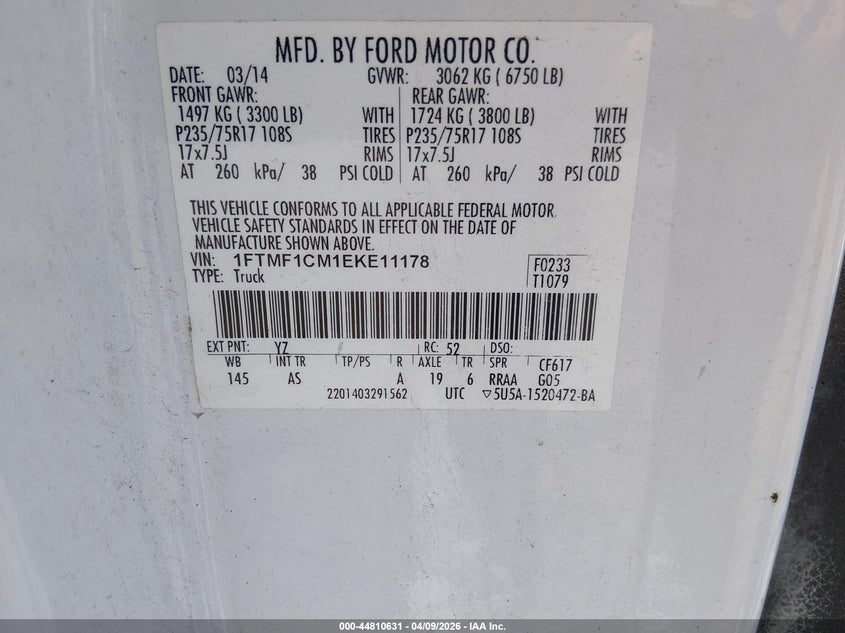 MFD. BY FORD MOTOR CO.
DATE: 03/14 GVWR: 3062 KG ( 6750 LB)
FRONT GAWR: REAR GAWR:
1497 KG ( 3300 LB) WITH 1724 KG ( 3800 LB) WITH
P235/75R17 108S TIRES P235/75R17 108S TIRES
17x7.5J RIMS 17x7.5J RIMS
AT 260 kPa/ 38 PSI COLD AT 260 kPa/ 38 PSI COLD
THIS VEHICLE CONFORMS TO ALL APPLICABLE FEDERAL MOTOR
VEHICLE SAFETY STANDARDS IN EFFECT ON THE DATE OF
MANUFACTURE SHOWN ABOVE.
VIN: 1FTMF1CM1EKE11178 F0233
TYPE: Truck T1079
EXT PNT: YZ RC: 52 DSO:
WB INT TR TP/PS R AXLE TR SPR CF617
145 AS A 19 6 RRAA G05
2201403291562 UTC ▽5U5A-1520472-BA
000-44810631 - 04/09/2026 - IAA Inc.